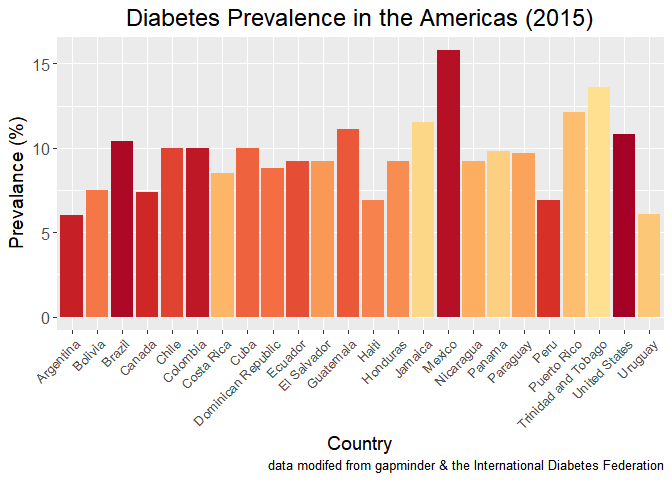 Diabetes Prevalence in the Americas (2015)
Prevalance (%)
15
10
5
0
Argentina
Bolivia
Brazil
Canada
Chile
Colombia
Costa Rica
Cuba
Dominican Republic
Ecuador
El Salvador
Guatemala
Haiti
Honduras
Jamaica
Mexico
Nicaragua
Panama
Paraguay
Peru
Puerto Rico
Trinidad and Tobago
United States
Uruguay
Country
data modifed from gapminder & the International Diabetes Federation